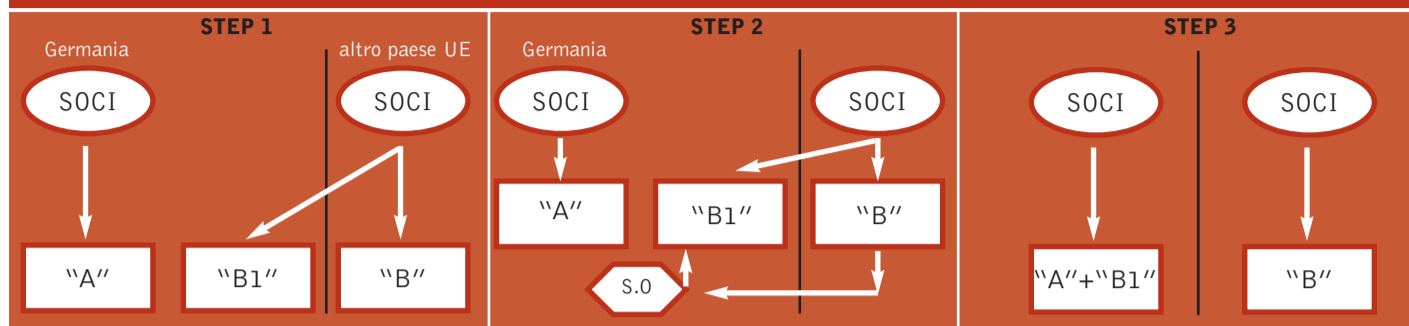 STEP 1
Germania
altro paese UE
SOCI
SOCI
“A”
“B1”
“B”
STEP 2
Germania
SOCI
SOCI
“A”
“B1”
“B”
S.O
STEP 3
SOCI
SOCI
“A”+“B1”
“B”